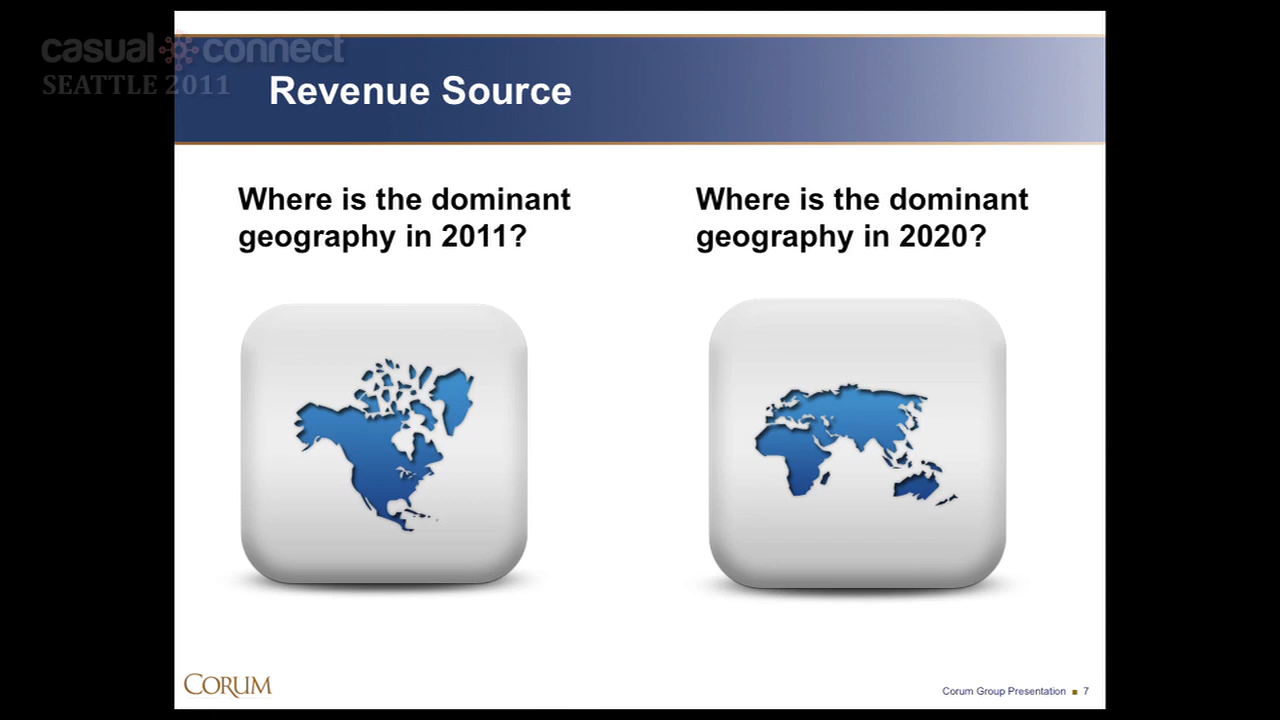 casual connect
SEATTLE 2011
Revenue Source
Where is the dominant
geography in 2011?
Where is the dominant
geography in 2020?
CORUM
Corum Group Presentation ■ 7